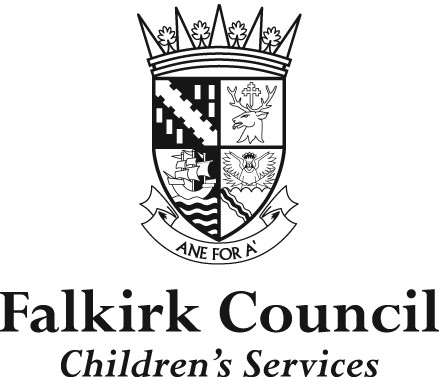 ANE FOR A'
Falkirk Council
Children's Services